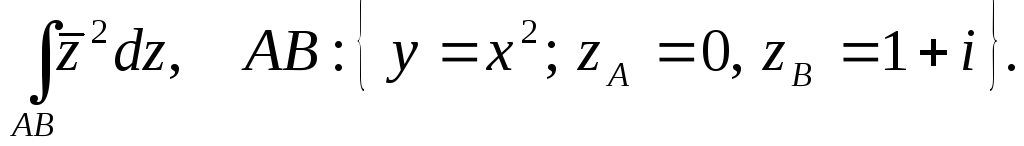 ∫_{AB} z̅ ² dz, AB : { y = x²; z_A = 0, z_B = 1 + i }.